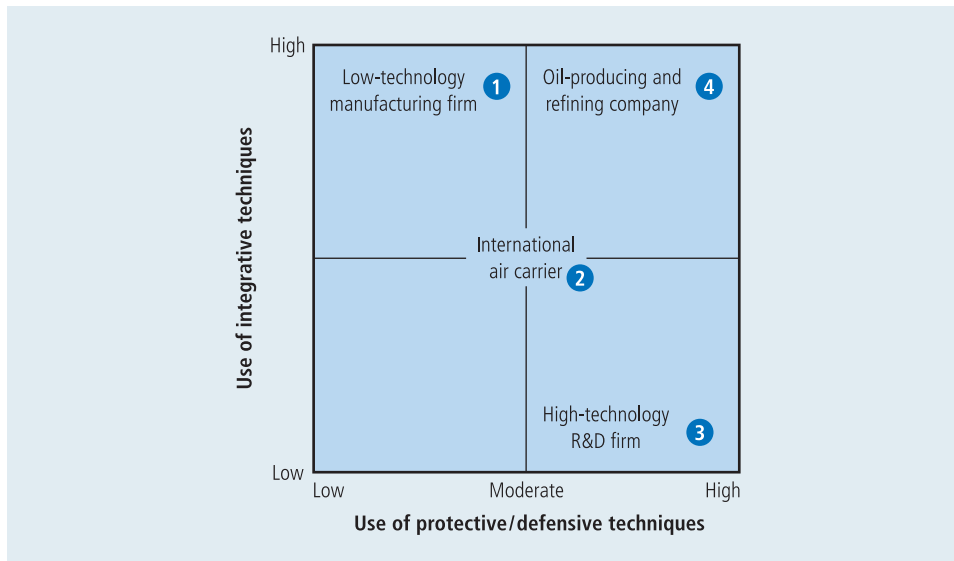 High
Low-technology
manufacturing firm 1
Oil-producing and
refining company 4
Use of integrative techniques
International
air carrier 2
High-technology
R&D firm 3
Low
Low Moderate High
Use of protective/defensive techniques